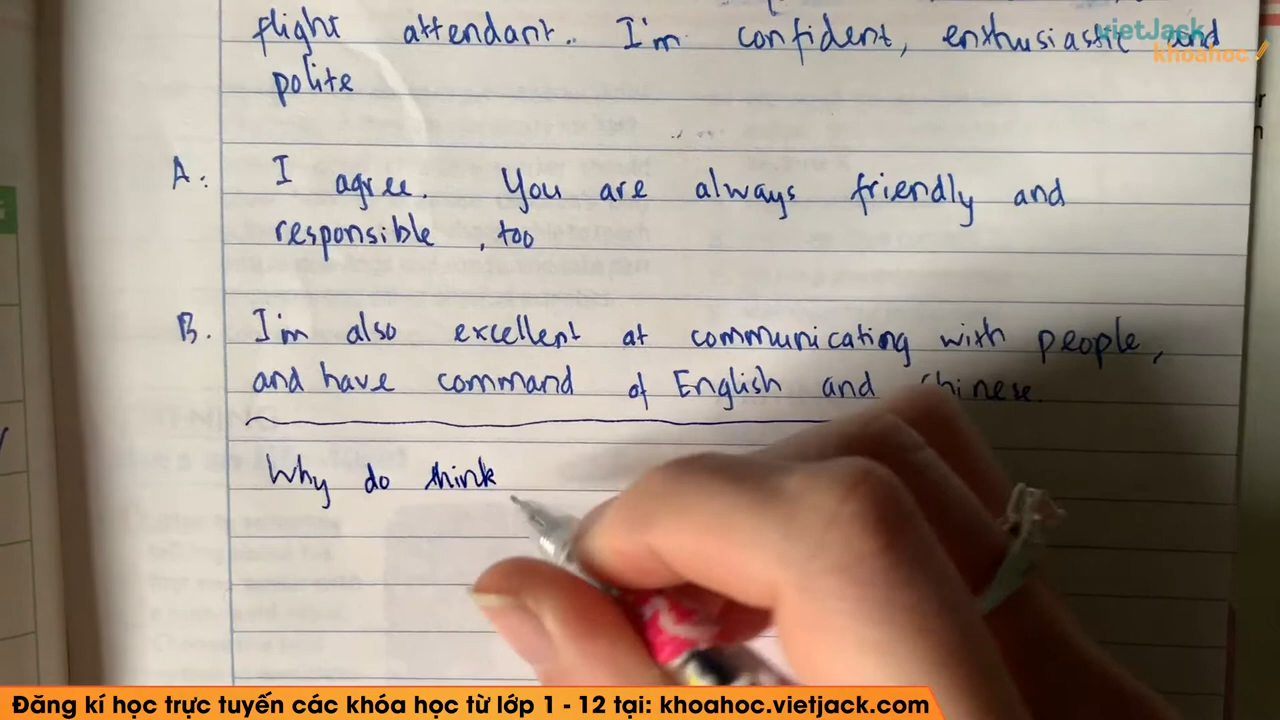 flight attendant. I'm confident, enthusiastic and
polite
vietJack
khoahoc
A: I agree. You are always friendly and
responsible, too
B. I'm also excellent at communicating with people,
and have command of English and Chinese.
Why do think
Đăng kí học trực tuyến các khóa học từ lớp 1 - 12 tại: khoahoc.vietjack.com